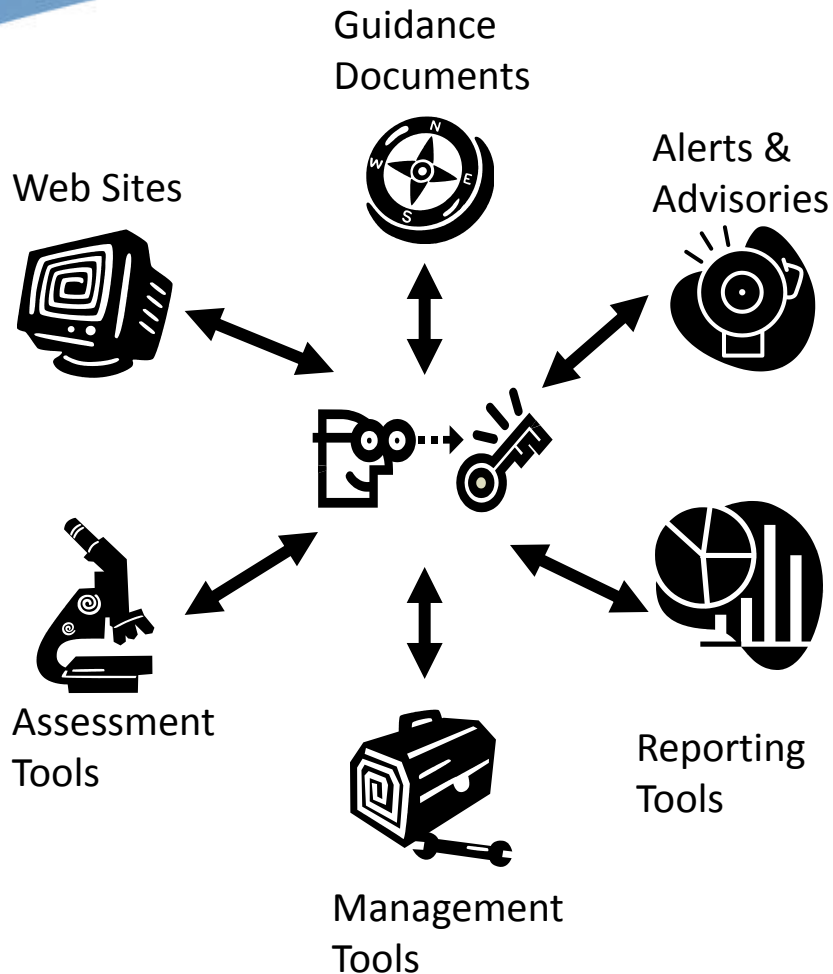 Guidance
Documents
Alerts &
Advisories
Web Sites
N
W
E
S
Assessment
Tools
Reporting
Tools
Management
Tools